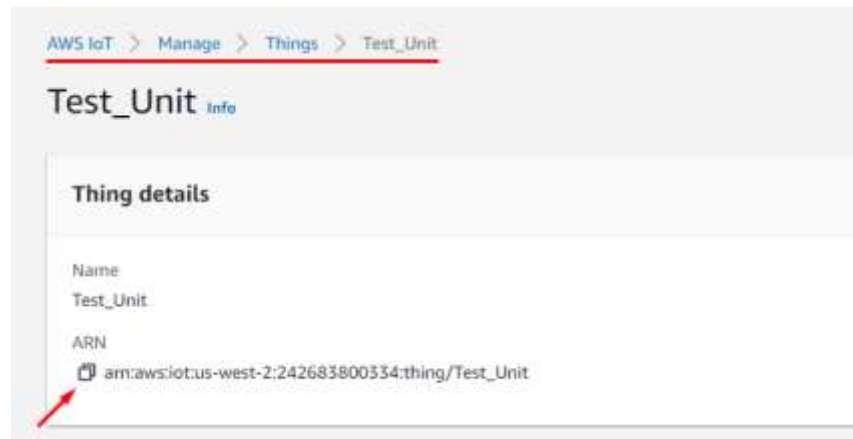 AWS IoT > Manage > Things > Test_Unit
Test_Unit Info
Thing details
Name
Test_Unit
ARN
arn:aws:iot:us-west-2:242683800334:thing/Test_Unit